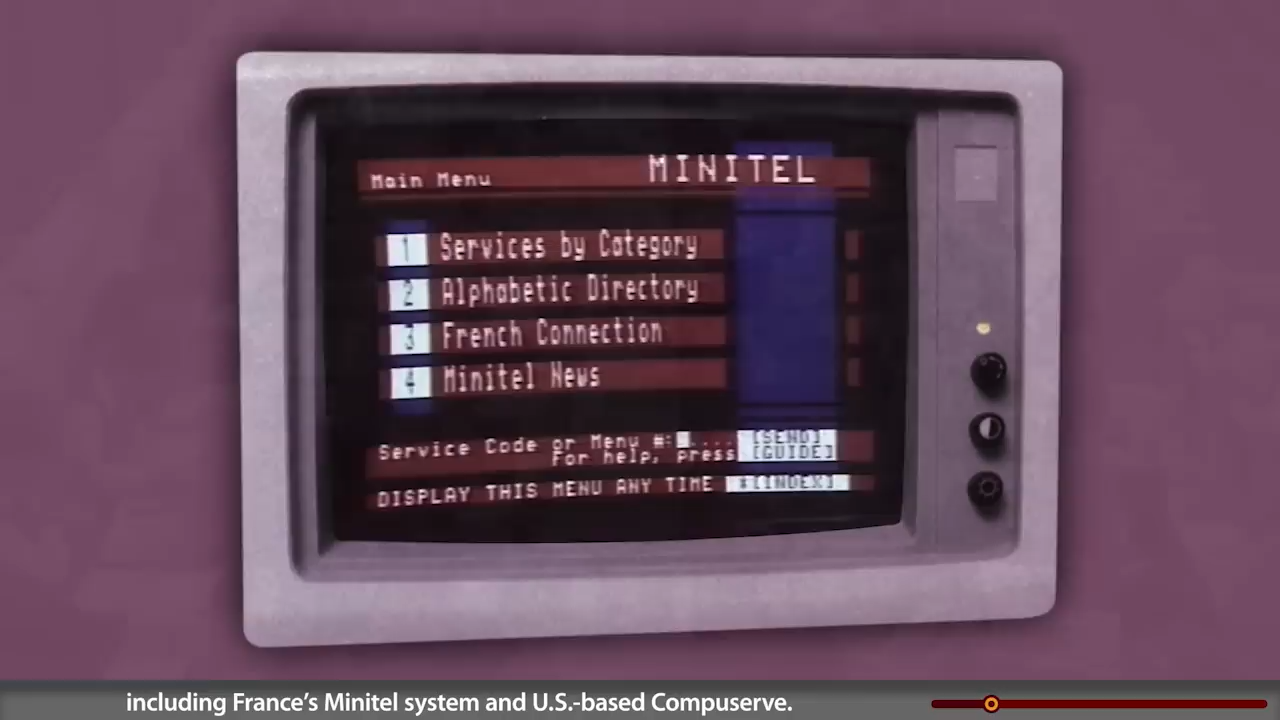 MINITEL
Main Menu
1 Services by Category
2 Alphabetic Directory
3 French Connection
4 Minitel News
Service Code or Menu #:.... [SEND]
For help, press [GUIDE]
DISPLAY THIS MENU ANY TIME *[INDEX]
including France's Minitel system and U.S.-based Compuserve.